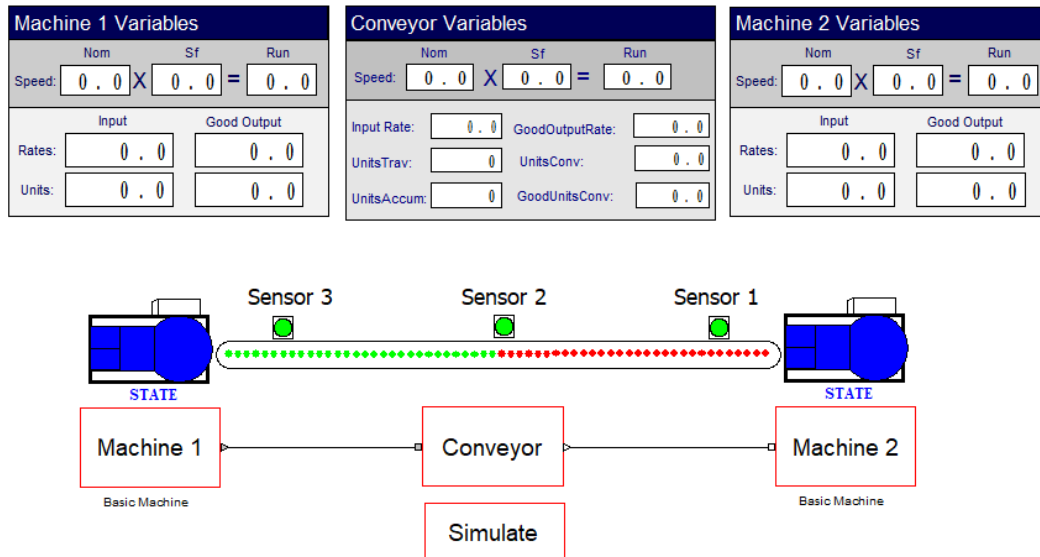 Machine 1 Variables
Nom Sf Run
Speed: 0 . 0 X 0 . 0 = 0 . 0
Input Good Output
Rates: 0 . 0 0 . 0
Units: 0 . 0 0 . 0
Conveyor Variables
Nom Sf Run
Speed: 0 . 0 X 0 . 0 = 0 . 0
Input Rate: 0 . 0 GoodOutputRate: 0 . 0
UnitsTrav: 0 UnitsConv: 0 . 0
UnitsAccum: 0 GoodUnitsConv: 0 . 0
Machine 2 Variables
Nom Sf Run
Speed: 0 . 0 X 0 . 0 = 0 . 0
Input Good Output
Rates: 0 . 0 0 . 0
Units: 0 . 0 0 . 0
Sensor 3 Sensor 2 Sensor 1
STATE STATE
Machine 1 Conveyor Machine 2
Basic Machine Basic Machine
Simulate